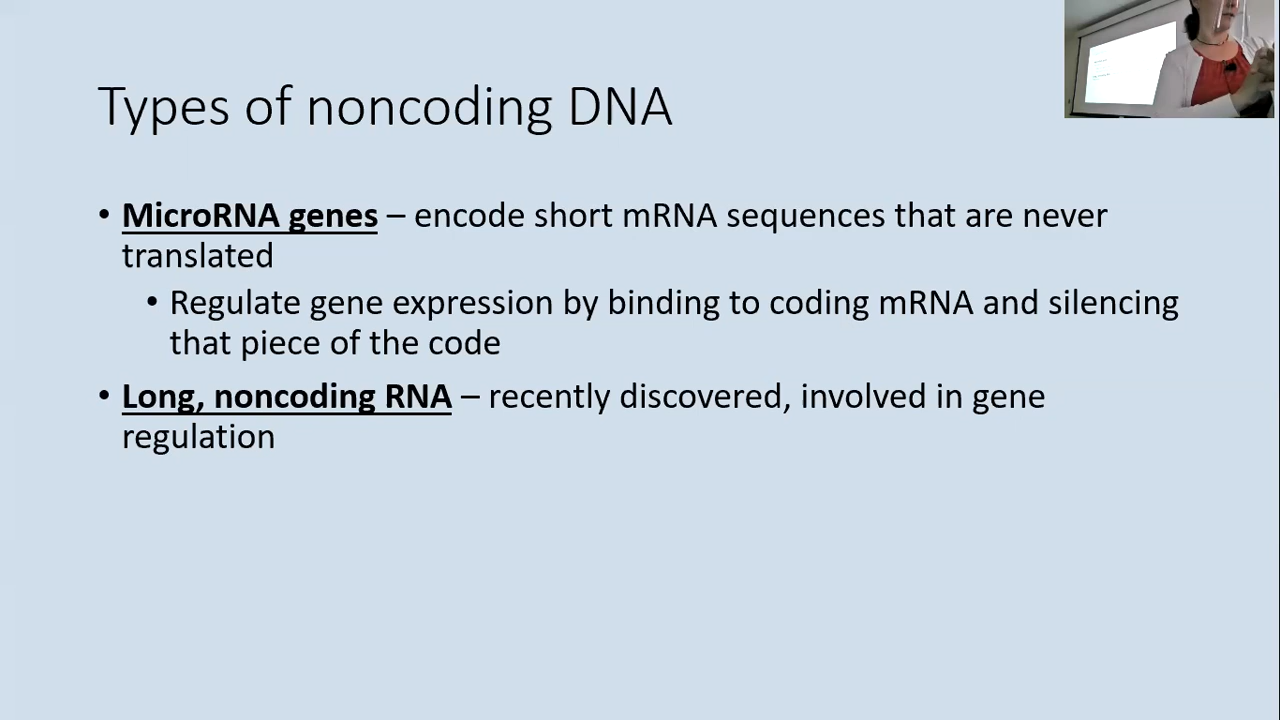 Types of noncoding DNA
• MicroRNA genes – encode short mRNA sequences that are never
translated
• Regulate gene expression by binding to coding mRNA and silencing
that piece of the code
• Long, noncoding RNA – recently discovered, involved in gene
regulation